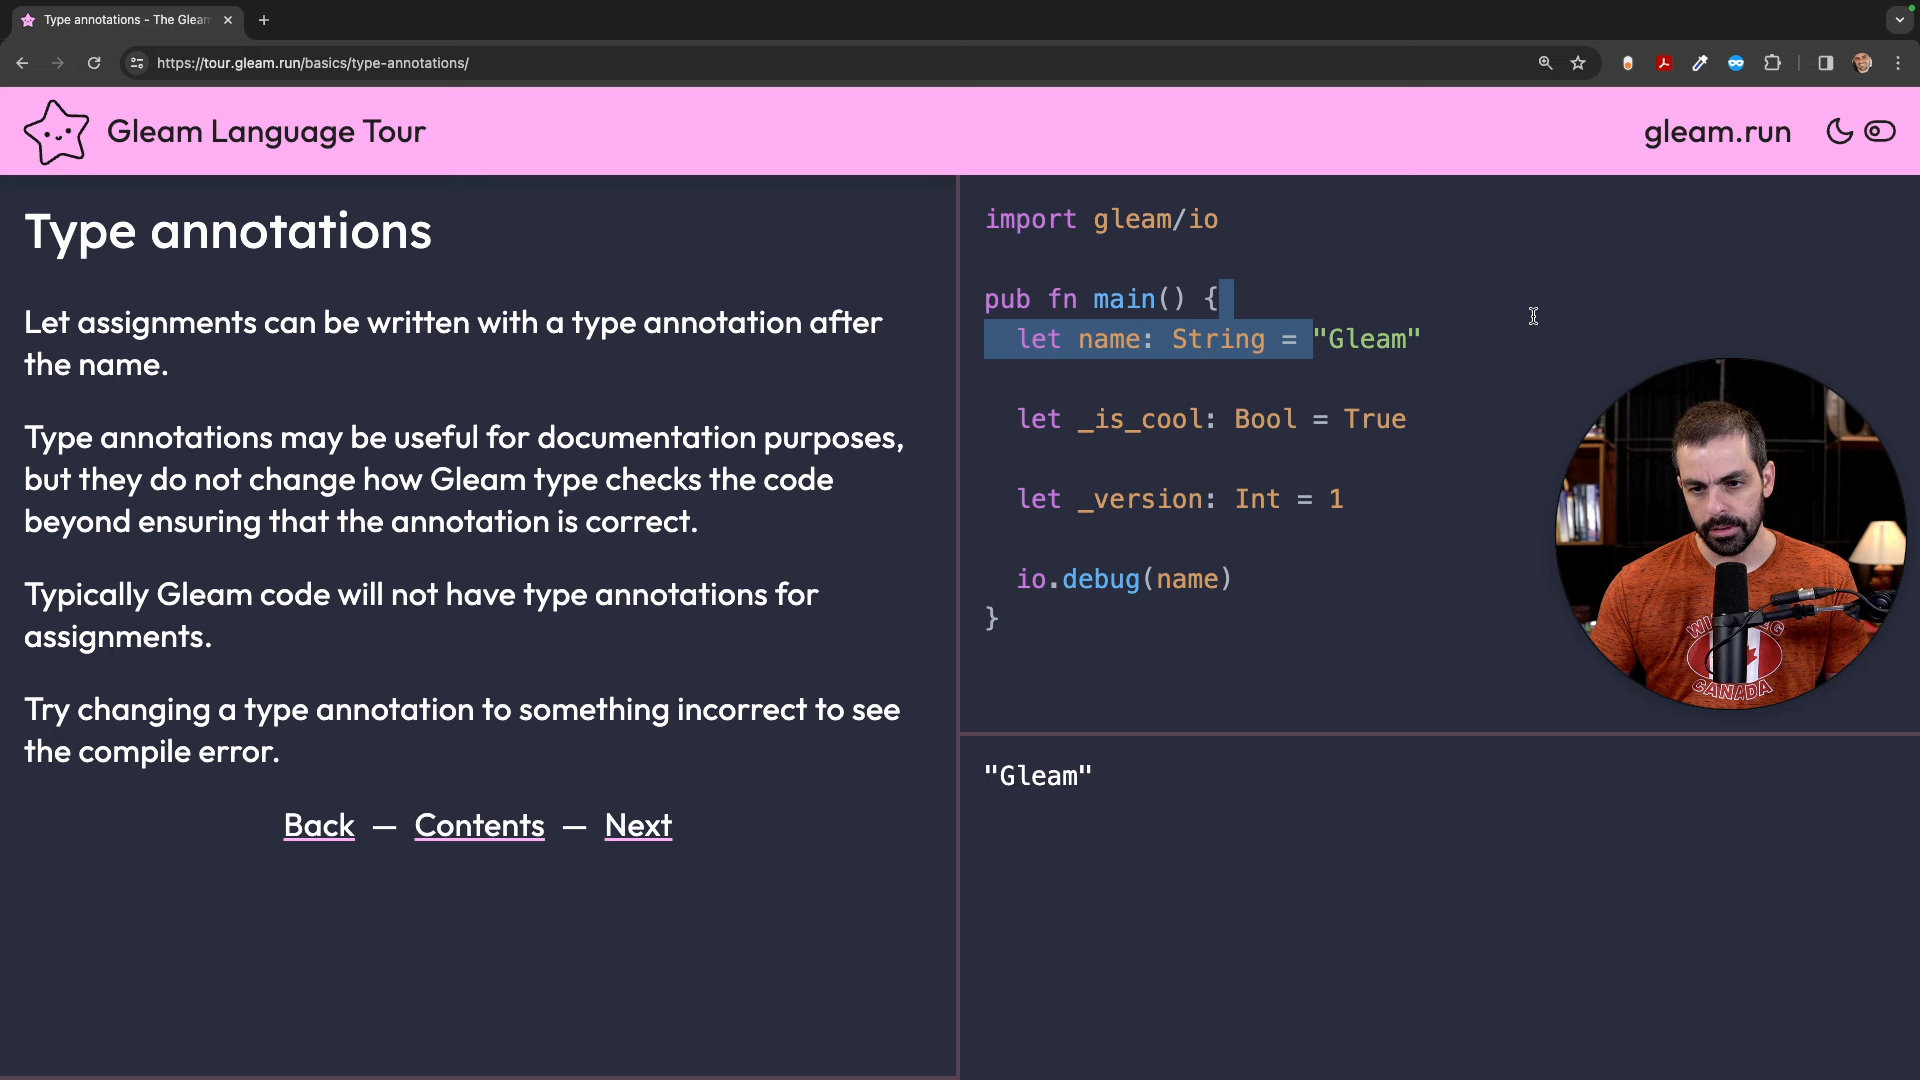 Type annotations - The Glean
https://tour.gleam.run/basics/type-annotations/
Gleam Language Tour
gleam.run
Type annotations
Let assignments can be written with a type annotation after
the name.
Type annotations may be useful for documentation purposes,
but they do not change how Gleam type checks the code
beyond ensuring that the annotation is correct.
Typically Gleam code will not have type annotations for
assignments.
Try changing a type annotation to something incorrect to see
the compile error.
Back — Contents — Next
import gleam/io
pub fn main() {
let name: String = "Gleam"
let _is_cool: Bool = True
let _version: Int = 1
io.debug(name)
}
"Gleam"
CANADA